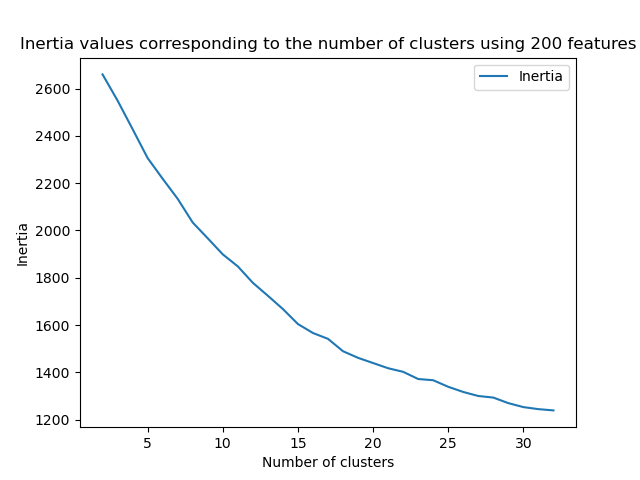 Inertia values corresponding to the number of clusters using 200 features
Inertia
2600
2400
2200
2000
1800
1600
1400
1200
Inertia
5 10 15 20 25 30
Number of clusters